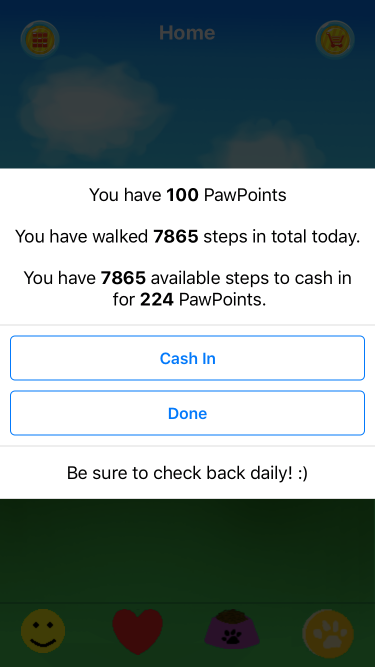 Home
You have 100 PawPoints
You have walked 7865 steps in total today.
You have 7865 available steps to cash in
for 224 PawPoints.
Cash In
Done
Be sure to check back daily! :)